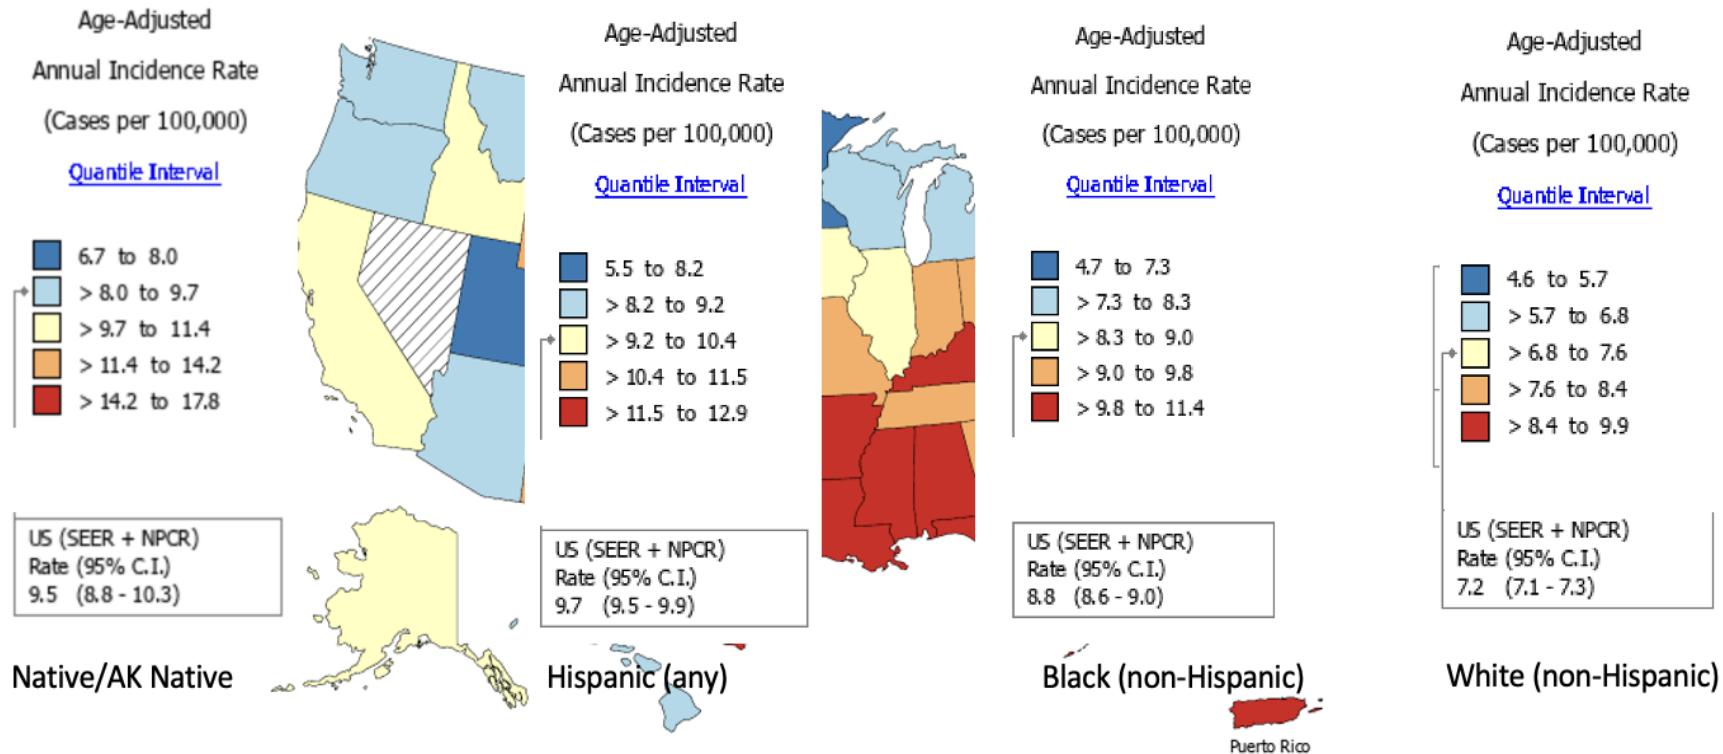 Age-Adjusted
Annual Incidence Rate
(Cases per 100,000)
Quantile Interval
6.7 to 8.0
> 8.0 to 9.7
> 9.7 to 11.4
> 11.4 to 14.2
> 14.2 to 17.8
US (SEER + NPCR)
Rate (95% C.I.)
9.5 (8.8 - 10.3)
Native/AK Native
Age-Adjusted
Annual Incidence Rate
(Cases per 100,000)
Quantile Interval
5.5 to 8.2
> 8.2 to 9.2
> 9.2 to 10.4
> 10.4 to 11.5
> 11.5 to 12.9
US (SEER + NPCR)
Rate (95% C.I.)
9.7 (9.5 - 9.9)
Hispanic (any)
Age-Adjusted
Annual Incidence Rate
(Cases per 100,000)
Quantile Interval
4.7 to 7.3
> 7.3 to 8.3
> 8.3 to 9.0
> 9.0 to 9.8
> 9.8 to 11.4
US (SEER + NPCR)
Rate (95% C.I.)
8.8 (8.6 - 9.0)
Black (non-Hispanic)
Puerto Rico
Age-Adjusted
Annual Incidence Rate
(Cases per 100,000)
Quantile Interval
4.6 to 5.7
> 5.7 to 6.8
> 6.8 to 7.6
> 7.6 to 8.4
> 8.4 to 9.9
US (SEER + NPCR)
Rate (95% C.I.)
7.2 (7.1 - 7.3)
White (non-Hispanic)